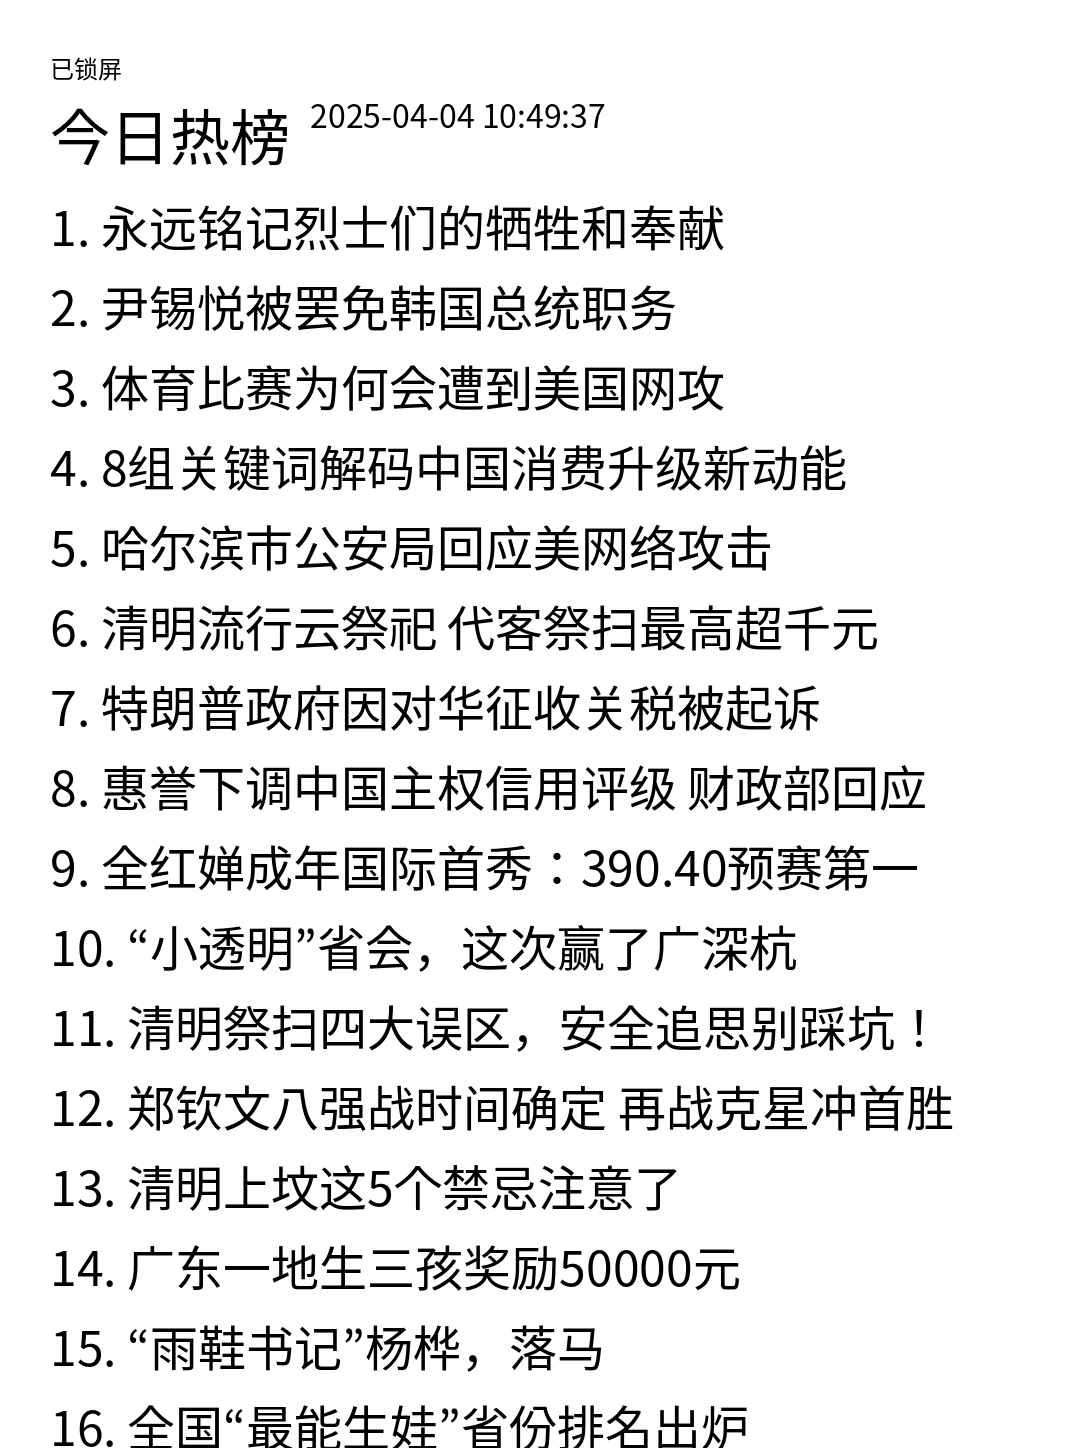 已锁屏
今日热榜 2025-04-04 10:49:37
1. 永远铭记烈士们的牺牲和奉献
2. 尹锡悦被罢免韩国总统职务
3. 体育比赛为何会遭到美国网攻
4. 8组关键词解码中国消费升级新动能
5. 哈尔滨市公安局回应美网络攻击
6. 清明流行云祭祀 代客祭扫最高超千元
7. 特朗普政府因对华征收关税被起诉
8. 惠誉下调中国主权信用评级 财政部回应
9. 全红婵成年国际首秀：390.40预赛第一
10. “小透明”省会，这次赢了广深杭
11. 清明祭扫四大误区，安全追思别踩坑！
12. 郑钦文八强战时间确定 再战克星冲首胜
13. 清明上坟这5个禁忌注意了
14. 广东一地生三孩奖励50000元
15. “雨鞋书记”杨桦，落马
16. 全国“最能生娃”省份排名出炉